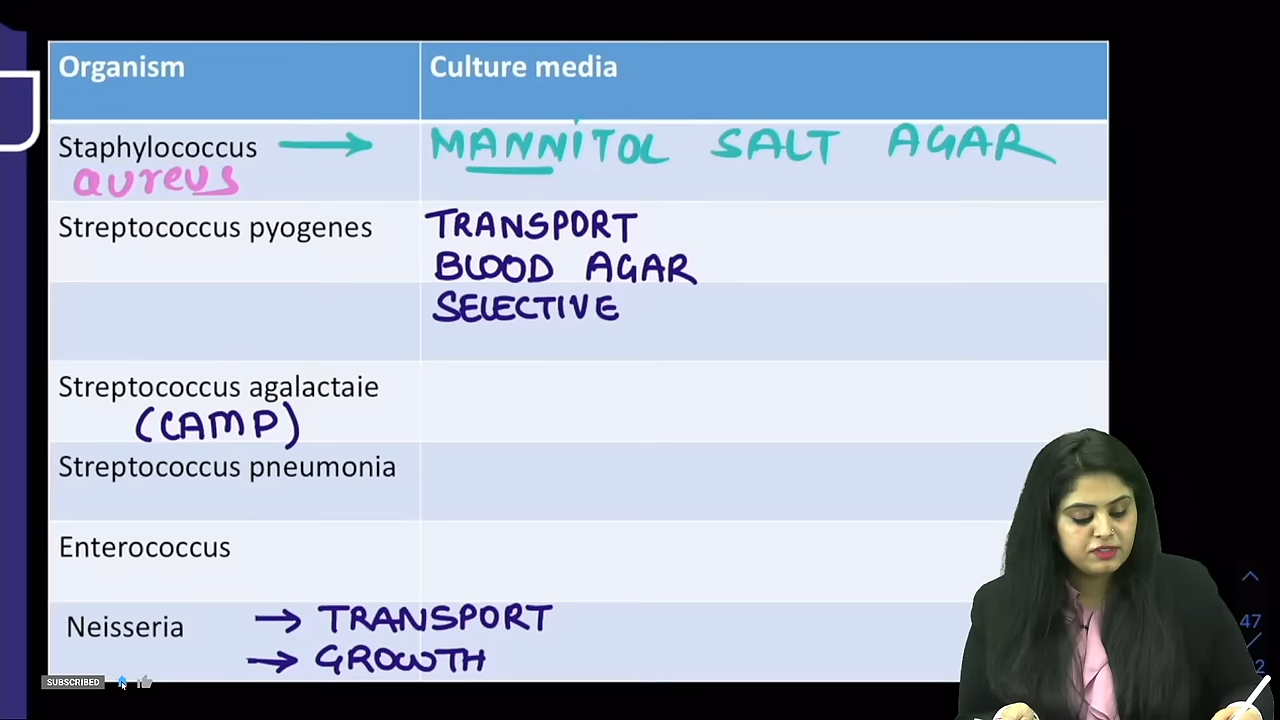 Organism Culture media
Staphylococcus → MANNITOL SALT AGAR
aureus
Streptococcus pyogenes TRANSPORT
BLOOD AGAR
SELECTIVE
Streptococcus agalactaie
(CAMP)
Streptococcus pneumonia
Enterococcus
Neisseria → TRANSPORT
→ GROWTH
47
SUBSCRIBED